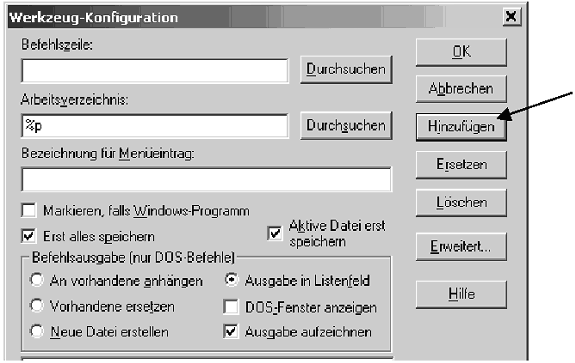 Werkzeug-Konfiguration
Befehlszeile:
Durchsuchen
OK
Abbrechen
Arbeitsverzeichnis:
%p
Durchsuchen
Hinzufügen
Bezeichnung für Menüeintrag:
Ersetzen
Löschen
Markieren, falls Windows-Programm
Erst alles speichern
Aktive Datei erst
speichern
Erweitert...
Befehlsausgabe (nur DOS-Befehle)
An vorhandene anhängen
Ausgabe in Listenfeld
Vorhandene ersetzen
DOS-Fenster anzeigen
Hilfe
Neue Datei erstellen
Ausgabe aufzeichnen